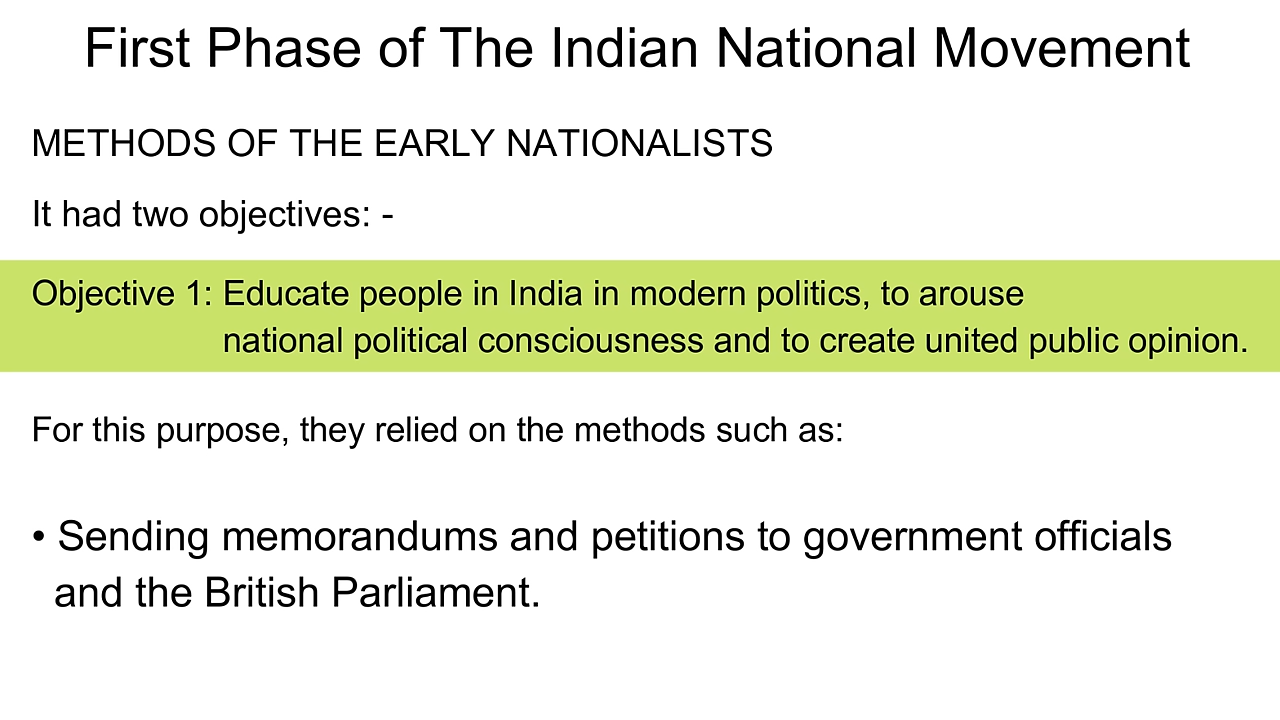 First Phase of The Indian National Movement
METHODS OF THE EARLY NATIONALISTS
It had two objectives: -
Objective 1: Educate people in India in modern politics, to arouse
national political consciousness and to create united public opinion.
For this purpose, they relied on the methods such as:
• Sending memorandums and petitions to government officials
and the British Parliament.